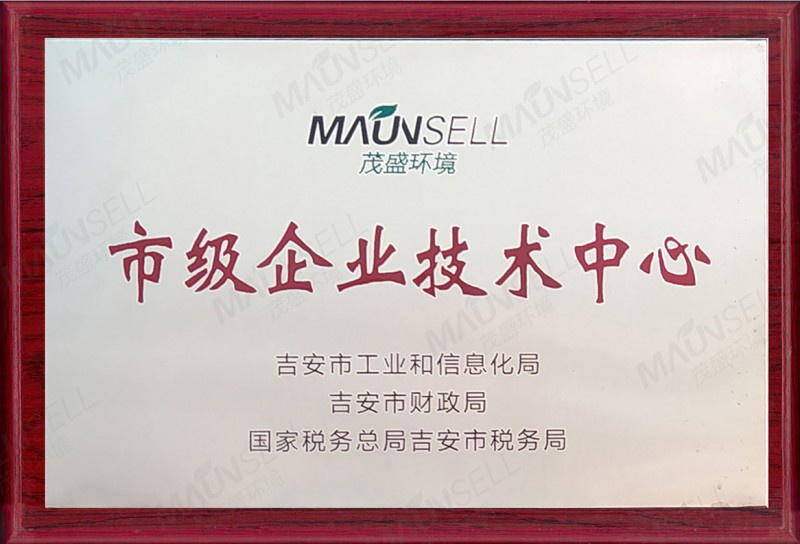 MAUNSELL
茂盛环境
市级企业技术中心
吉安市工业和信息化局
吉安市财政局
国家税务总局吉安市税务局